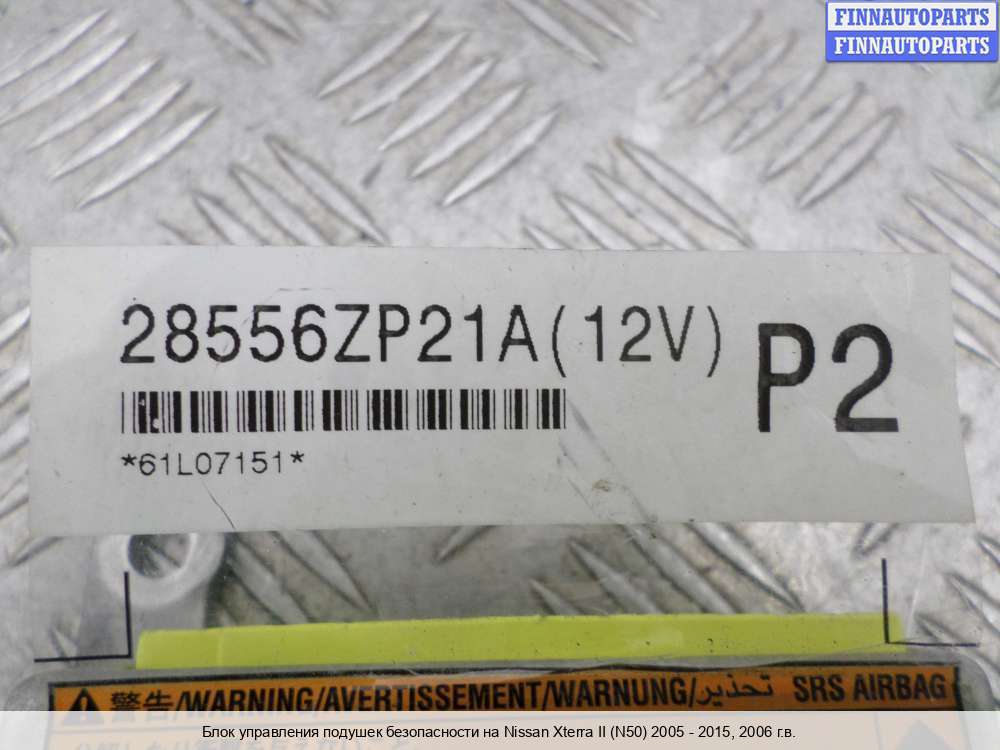 FINNAUTOPARTS
FINNAUTOPARTS
28556ZP21A(12V)
P2
*61L07151*
警告/WARNING/AVERTISSEMENT/WARNUNG/تحذير SRS AIRBAG
Блок управления подушек безопасности на Nissan Xterra II (N50) 2005 - 2015, 2006 г.в.